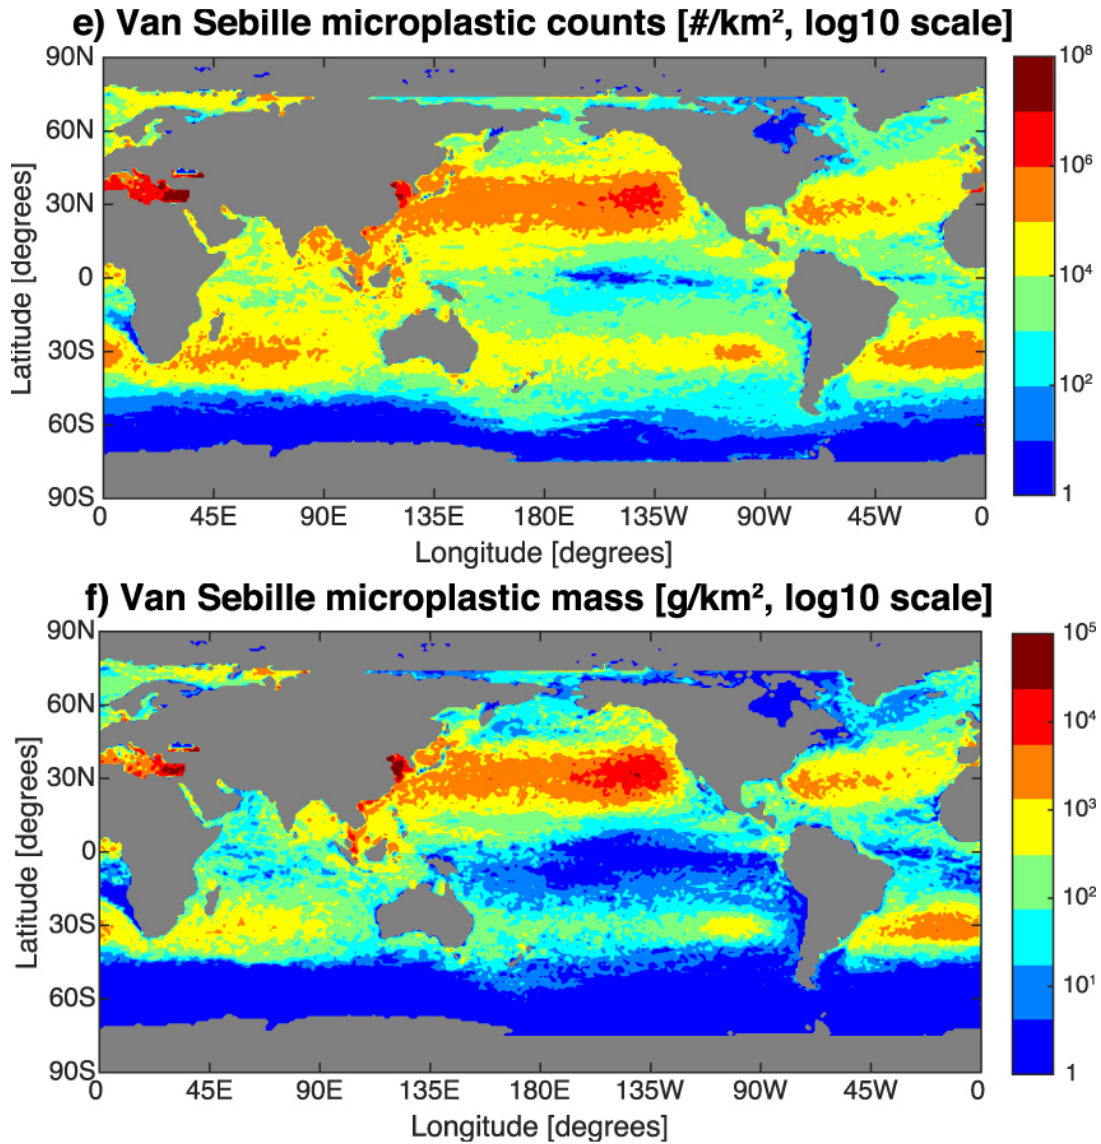 e) Van Sebille microplastic counts [#/km², log10 scale]
90N
60N
30N
0
30S
60S
90S
Latitude [degrees]
0 45E 90E 135E 180E 135W 90W 45W 0
Longitude [degrees]
10⁸
10⁶
10⁴
10²
1
f) Van Sebille microplastic mass [g/km², log10 scale]
90N
60N
30N
0
30S
60S
90S
Latitude [degrees]
0 45E 90E 135E 180E 135W 90W 45W 0
Longitude [degrees]
10⁵
10⁴
10³
10²
10¹
1